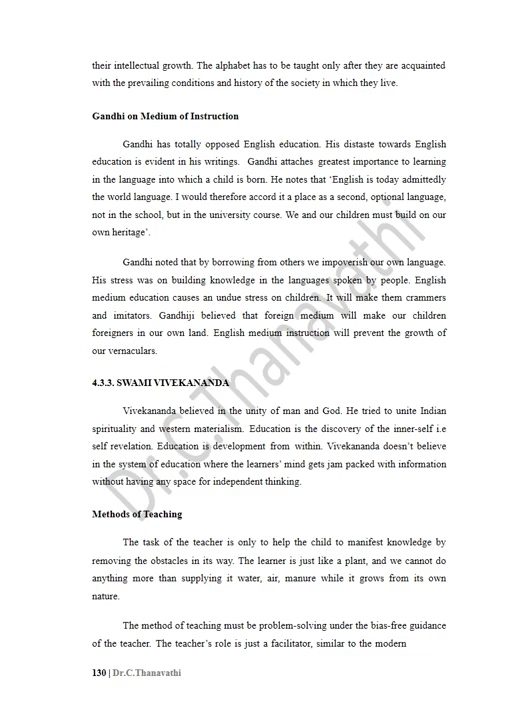 their intellectual growth. The alphabet has to be taught only after they are acquainted
with the prevailing conditions and history of the society in which they live.
Gandhi on Medium of Instruction
Gandhi has totally opposed English education. His distaste towards English
education is evident in his writings. Gandhi attaches greatest importance to learning
in the language into which a child is born. He notes that ‘English is today admittedly
the world language. I would therefore accord it a place as a second, optional language,
not in the school, but in the university course. We and our children must build on our
own heritage’.
Gandhi noted that by borrowing from others we impoverish our own language.
His stress was on building knowledge in the languages spoken by people. English
medium education causes an undue stress on children. It will make them crammers
and imitators. Gandhiji believed that foreign medium will make our children
foreigners in our own land. English medium instruction will prevent the growth of
our vernaculars.
4.3.3. SWAMI VIVEKANANDA
Vivekananda believed in the unity of man and God. He tried to unite Indian
spirituality and western materialism. Education is the discovery of the inner-self i.e
self revelation. Education is development from within. Vivekananda doesn’t believe
in the system of education where the learners’ mind gets jam packed with information
without having any space for independent thinking.
Methods of Teaching
The task of the teacher is only to help the child to manifest knowledge by
removing the obstacles in its way. The learner is just like a plant, and we cannot do
anything more than supplying it water, air, manure while it grows from its own
nature.
The method of teaching must be problem-solving under the bias-free guidance
of the teacher. The teacher’s role is just a facilitator, similar to the modern
130 | Dr.C.Thanavathi
Dr.C.Thanavathi